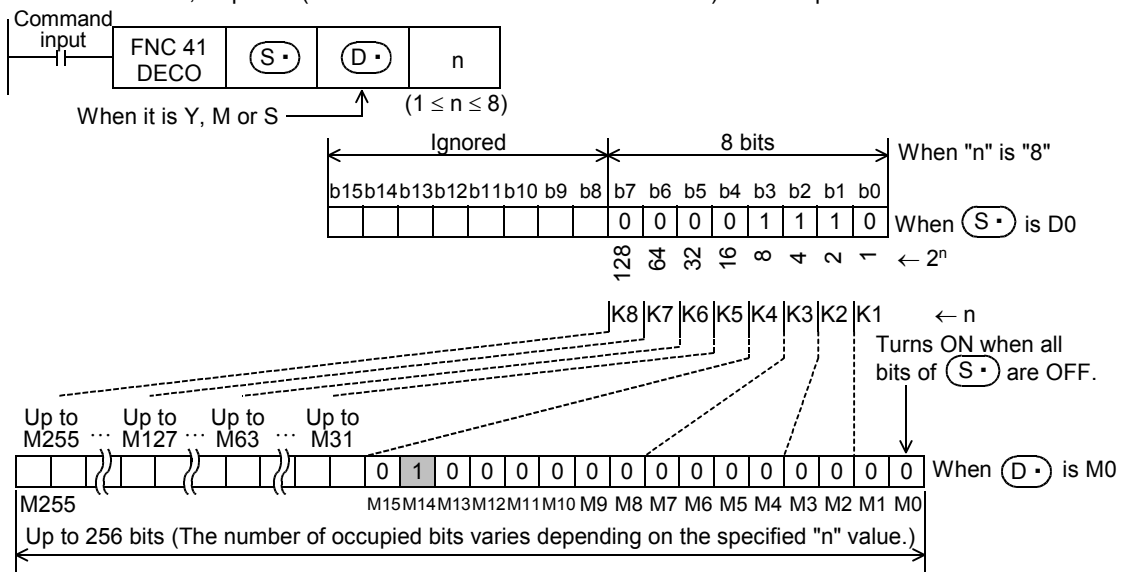 Command
input
FNC 41
DECO
S·
D·
n
When it is Y, M or S
(1 ≤ n ≤ 8)
Ignored
8 bits
When "n" is "8"
b15 b14 b13 b12 b11 b10 b9 b8 b7 b6 b5 b4 b3 b2 b1 b0
0 0 0 0 1 1 1 0 When S· is D0
128 64 32 16 8 4 2 1 ← 2ⁿ
K8 K7 K6 K5 K4 K3 K2 K1 ← n
Turns ON when all
bits of S· are OFF.
Up to Up to Up to Up to
M255 ... M127 ... M63 ... M31
0 1 0 0 0 0 0 0 0 0 0 0 0 0 0 0 When D· is M0
M255 M15 M14 M13 M12 M11 M10 M9 M8 M7 M6 M5 M4 M3 M2 M1 M0
Up to 256 bits (The number of occupied bits varies depending on the specified "n" value.)